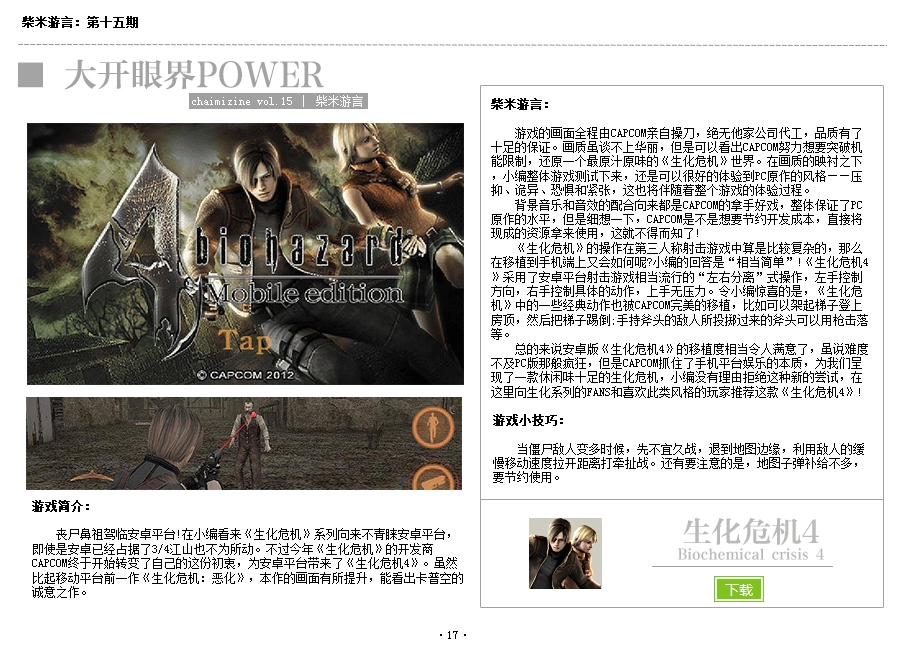 柴米游言：第十五期
大开眼界POWER
chaimizine vol.15 | 柴米游言
4 biohazard
Mobile edition
Tap
© CAPCOM 2012
游戏简介：
丧尸鼻祖驾临安卓平台!在小编看来《生化危机》系列向来不青睐安卓平台，
即使是安卓已经占据了3/4江山也不为所动。不过今年《生化危机》的开发商
CAPCOM终于开始转变了自己的这份初衷，为安卓平台带来了《生化危机4》。虽然
比起移动平台前一作《生化危机：恶化》，本作的画面有所提升，能看出卡普空的
诚意之作。
柴米游言：
游戏的画面全程由CAPCOM亲自操刀，绝无他家公司代工，品质有了
十足的保证。画质虽谈不上华丽，但是可以看出CAPCOM努力想要突破机
能限制，还原一个最原汁原味的《生化危机》世界。在画质的映衬之下
，小编整体游戏测试下来，还是可以很好的体验到PC原作的风格－－压
抑、诡异、恐惧和紧张，这也将伴随着整个游戏的体验过程。
背景音乐和音效的配合向来都是CAPCOM的拿手好戏，整体保证了PC
原作的水平，但是细想一下，CAPCOM是不是想要节约开发成本，直接将
现成的资源拿来使用，这就不得而知了!
《生化危机》的操作在第三人称射击游戏中算是比较复杂的，那么
在移植到手机端上又会如何呢?小编的回答是“相当简单”!《生化危机4
》采用了安卓平台射击游戏相当流行的“左右分离”式操作，左手控制
方向，右手控制具体的动作，上手无压力。令小编惊喜的是，《生化危
机》中的一些经典动作也被CAPCOM完美的移植，比如可以架起梯子登上
房顶，然后把梯子踢倒;手持斧头的敌人所投掷过来的斧头可以用枪击落
等。
总的来说安卓版《生化危机4》的移植度相当令人满意了，虽说难度
不及PC版那般疯狂，但是CAPCOM抓住了手机平台娱乐的本质，为我们呈
现了一款休闲味十足的生化危机，小编没有理由拒绝这种新的尝试，在
这里向生化系列的FANS和喜欢此类风格的玩家推荐这款《生化危机4》!
游戏小技巧：
当僵尸敌人变多时候，先不宜久战，退到地图边缘，利用敌人的缓
慢移动速度拉开距离打牵扯战。还有要注意的是，地图子弹补给不多，
要节约使用。
生化危机4
Biochemical crisis 4
下载
·17·